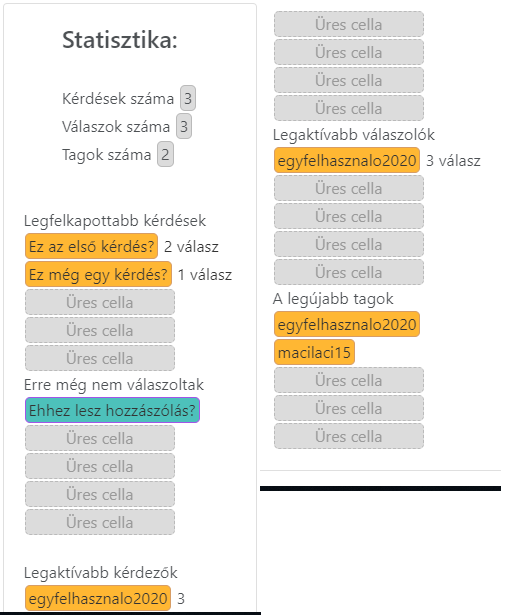 Statisztika:
Kérdések száma 3
Válaszok száma 3
Tagok száma 2
Legfelkapottabb kérdések
Ez az első kérdés? 2 válasz
Ez még egy kérdés? 1 válasz
Üres cella
Üres cella
Üres cella
Erre még nem válaszoltak
Ehhez lesz hozzászólás?
Üres cella
Üres cella
Üres cella
Üres cella
Legaktívabb kérdezők
egyfelhasznalo2020 3
Üres cella
Üres cella
Üres cella
Üres cella
Legaktívabb válaszolók
egyfelhasznalo2020 3 válasz
Üres cella
Üres cella
Üres cella
Üres cella
A legújabb tagok
egyfelhasznalo2020
macilaci15
Üres cella
Üres cella
Üres cella